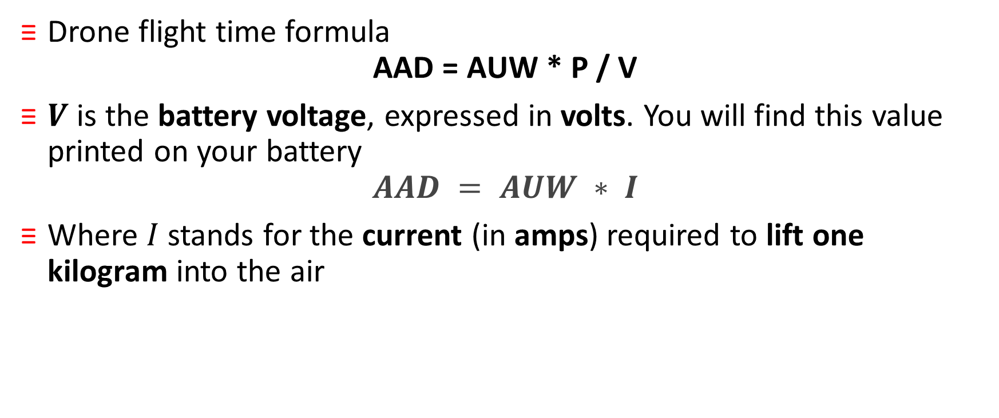 Drone flight time formula
AAD = AUW * P / V
V is the battery voltage, expressed in volts. You will find this value
printed on your battery
AAD = AUW * I
Where I stands for the current (in amps) required to lift one
kilogram into the air